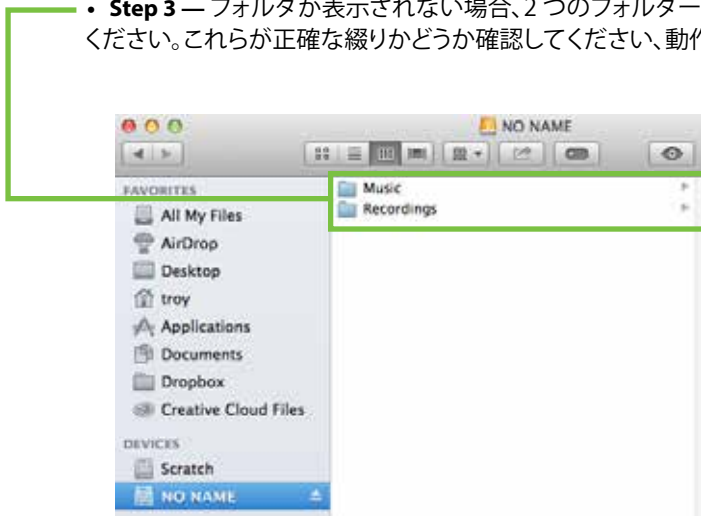 • Step 3 — フォルダが表示されない場合、2 つのフォルダー
ください。これらが正確な綴りかどうか確認してください、動作
NO NAME
FAVORITES
All My Files
AirDrop
Desktop
troy
Applications
Documents
Dropbox
Creative Cloud Files
DEVICES
Scratch
NO NAME
Music
Recordings